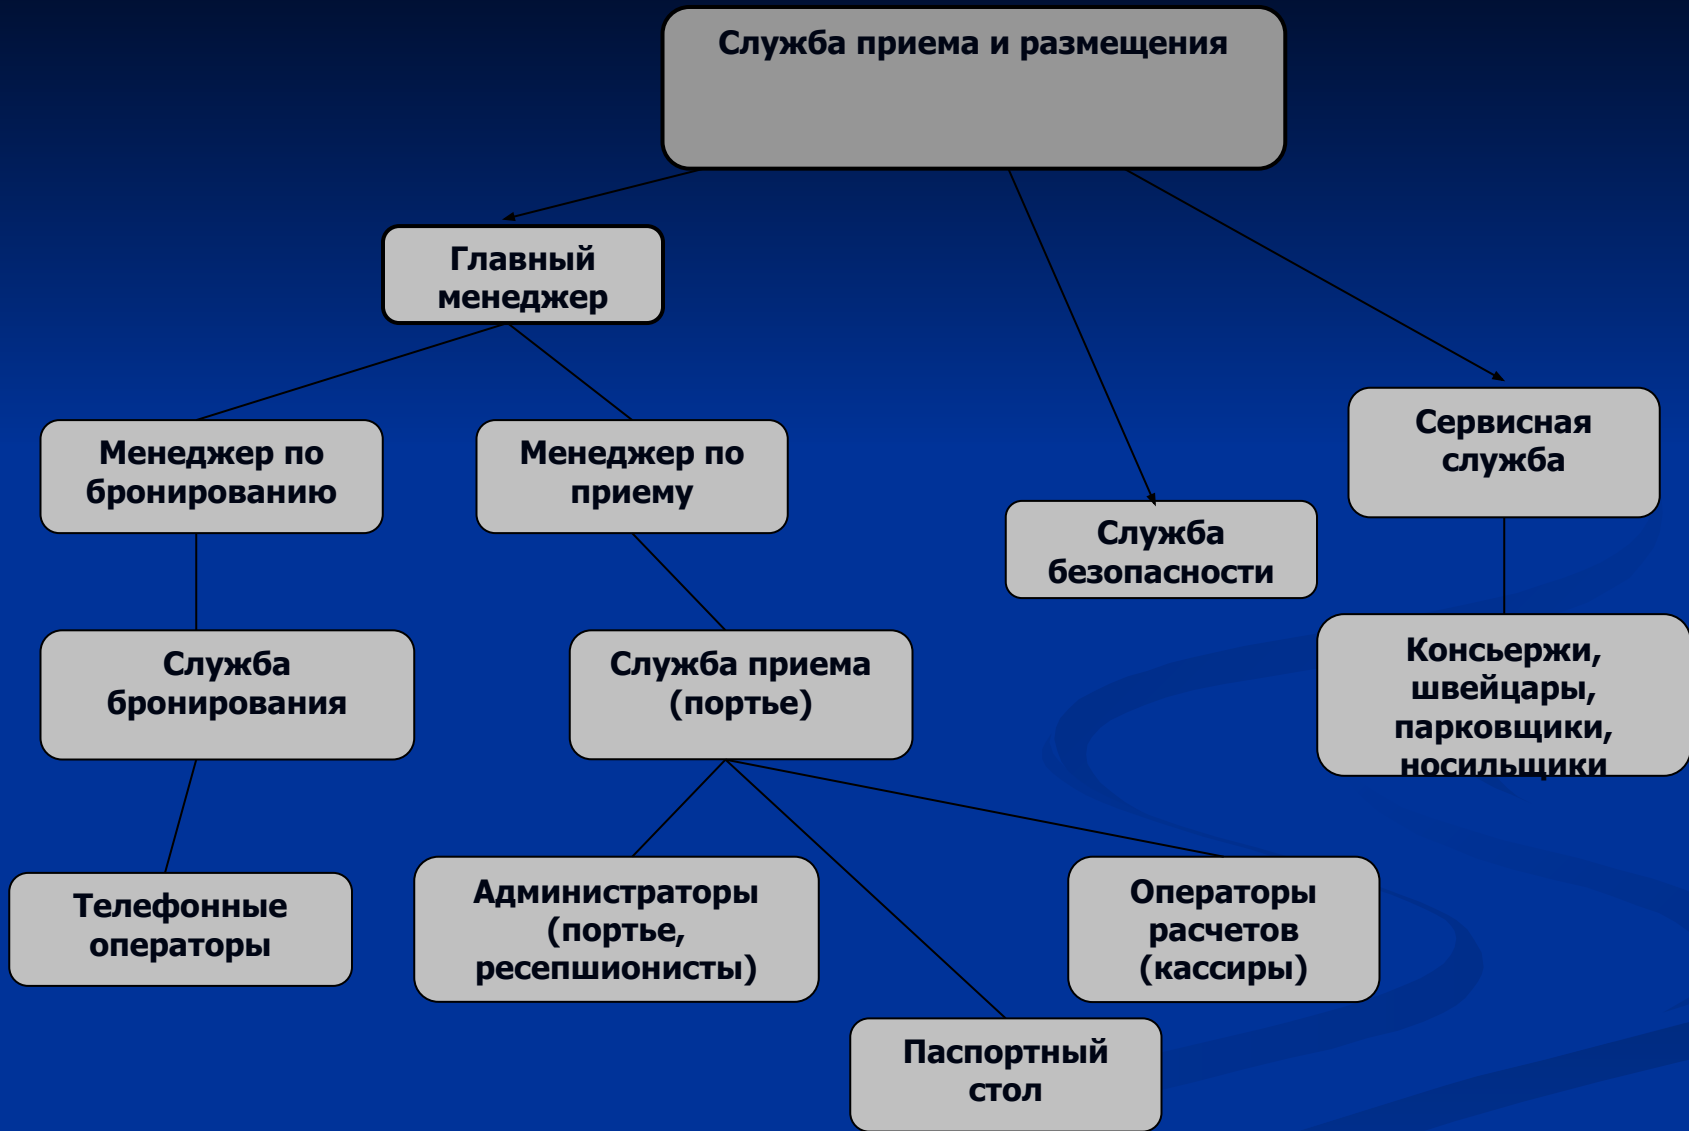 Служба приема и размещения
Главный
менеджер
Менеджер по
бронированию
Менеджер по
приему
Служба
безопасности
Сервисная
служба
Служба
бронирования
Служба приема
(портье)
Консьержи,
швейцары,
парковщики,
носильщики
Телефонные
операторы
Администраторы
(портье,
ресепшионисты)
Операторы
расчетов
(кассиры)
Паспортный
стол